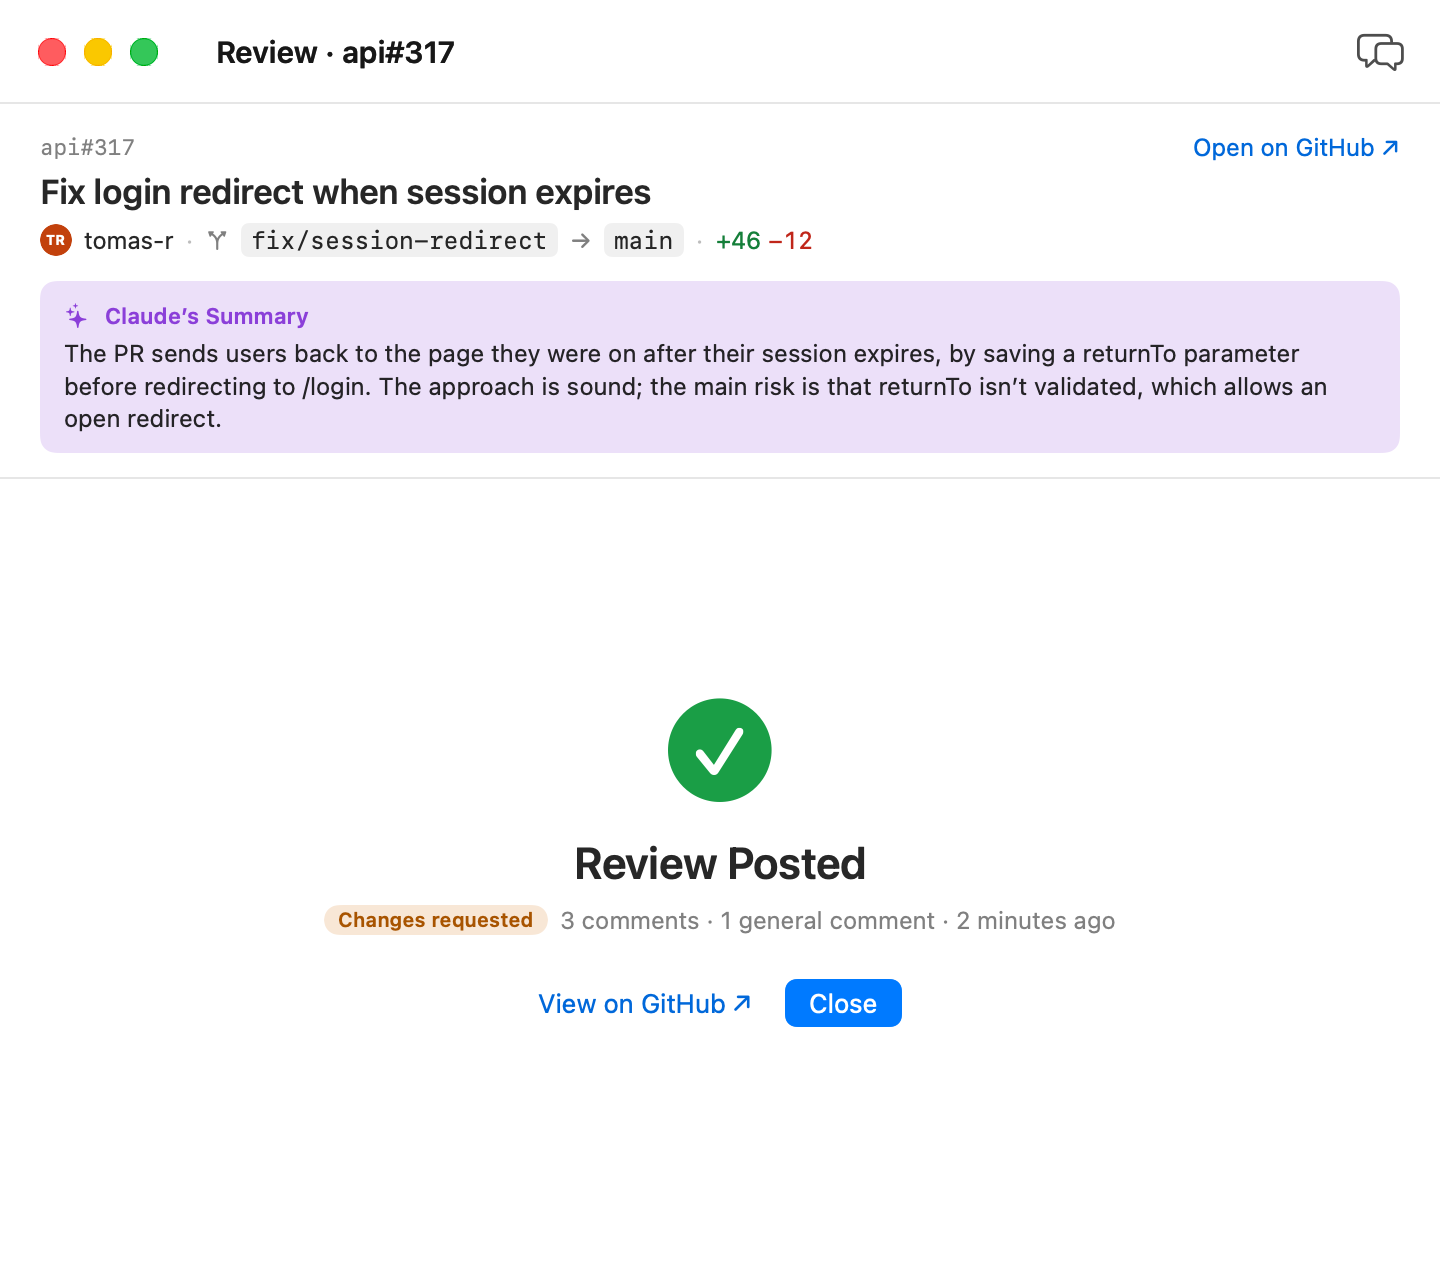 Review · api#317
api#317
Open on GitHub ↗
Fix login redirect when session expires
TR tomas-r · fix/session-redirect → main · +46 −12
Claude’s Summary
The PR sends users back to the page they were on after their session expires, by saving a returnTo parameter
before redirecting to /login. The approach is sound; the main risk is that returnTo isn’t validated, which allows an
open redirect.
Review Posted
Changes requested 3 comments · 1 general comment · 2 minutes ago
View on GitHub ↗ Close